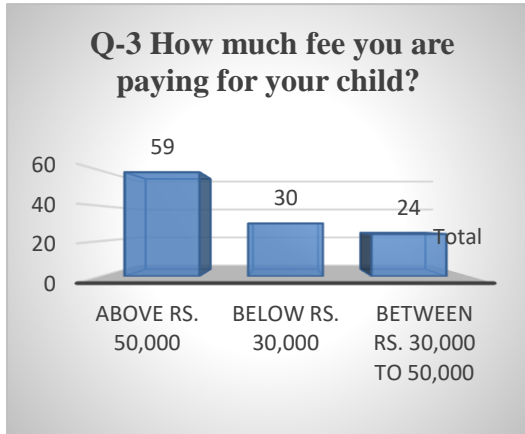 Q-3 How much fee you are
paying for your child?
59
60
30
24
40
Total
20
0
ABOVE RS.
50,000
BELOW RS.
30,000
BETWEEN
RS. 30,000
TO 50,000